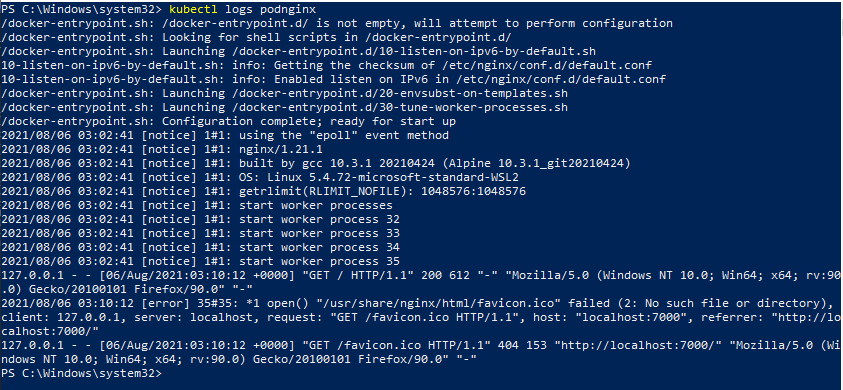 PS C:\Windows\system32> kubectl logs podnginx
/docker-entrypoint.sh: /docker-entrypoint.d/ is not empty, will attempt to perform configuration
/docker-entrypoint.sh: Looking for shell scripts in /docker-entrypoint.d/
/docker-entrypoint.sh: Launching /docker-entrypoint.d/10-listen-on-ipv6-by-default.sh
10-listen-on-ipv6-by-default.sh: info: Getting the checksum of /etc/nginx/conf.d/default.conf
10-listen-on-ipv6-by-default.sh: info: Enabled listen on IPv6 in /etc/nginx/conf.d/default.conf
/docker-entrypoint.sh: Launching /docker-entrypoint.d/20-envsubst-on-templates.sh
/docker-entrypoint.sh: Launching /docker-entrypoint.d/30-tune-worker-processes.sh
/docker-entrypoint.sh: Configuration complete; ready for start up
2021/08/06 03:02:41 [notice] 1#1: using the "epoll" event method
2021/08/06 03:02:41 [notice] 1#1: nginx/1.21.1
2021/08/06 03:02:41 [notice] 1#1: built by gcc 10.3.1 20210424 (Alpine 10.3.1_git20210424)
2021/08/06 03:02:41 [notice] 1#1: OS: Linux 5.4.72-microsoft-standard-WSL2
2021/08/06 03:02:41 [notice] 1#1: getrlimit(RLIMIT_NOFILE): 1048576:1048576
2021/08/06 03:02:41 [notice] 1#1: start worker processes
2021/08/06 03:02:41 [notice] 1#1: start worker process 32
2021/08/06 03:02:41 [notice] 1#1: start worker process 33
2021/08/06 03:02:41 [notice] 1#1: start worker process 34
2021/08/06 03:02:41 [notice] 1#1: start worker process 35
127.0.0.1 - - [06/Aug/2021:03:10:12 +0000] "GET / HTTP/1.1" 200 612 "-" "Mozilla/5.0 (Windows NT 10.0; Win64; x64; rv:90
.0) Gecko/20100101 Firefox/90.0" "-"
2021/08/06 03:10:12 [error] 35#35: *1 open() "/usr/share/nginx/html/favicon.ico" failed (2: No such file or directory),
client: 127.0.0.1, server: localhost, request: "GET /favicon.ico HTTP/1.1", host: "localhost:7000", referrer: "http://lo
calhost:7000/"
127.0.0.1 - - [06/Aug/2021:03:10:12 +0000] "GET /favicon.ico HTTP/1.1" 404 153 "http://localhost:7000/" "Mozilla/5.0 (Wi
ndows NT 10.0; Win64; x64; rv:90.0) Gecko/20100101 Firefox/90.0" "-"
PS C:\Windows\system32>